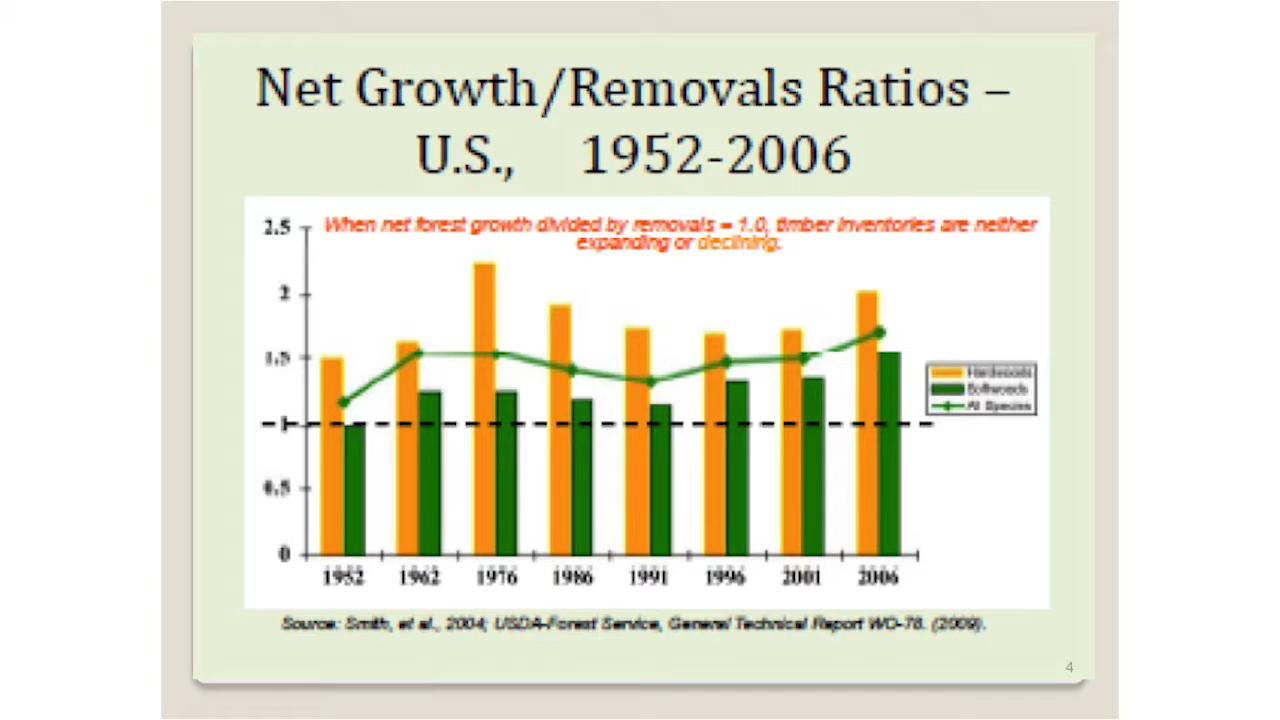 Net Growth/Removals Ratios –
U.S., 1952-2006
When net forest growth divided by removals = 1.0, timber inventories are neither
expanding or declining.
2.5
2
1.5
1
0.5
0
Hardwoods
Softwoods
All Species
1952 1962 1976 1986 1991 1996 2001 2006
Source: Smith, et al., 2004; USDA-Forest Service, General Technical Report WO-78. (2009).
4